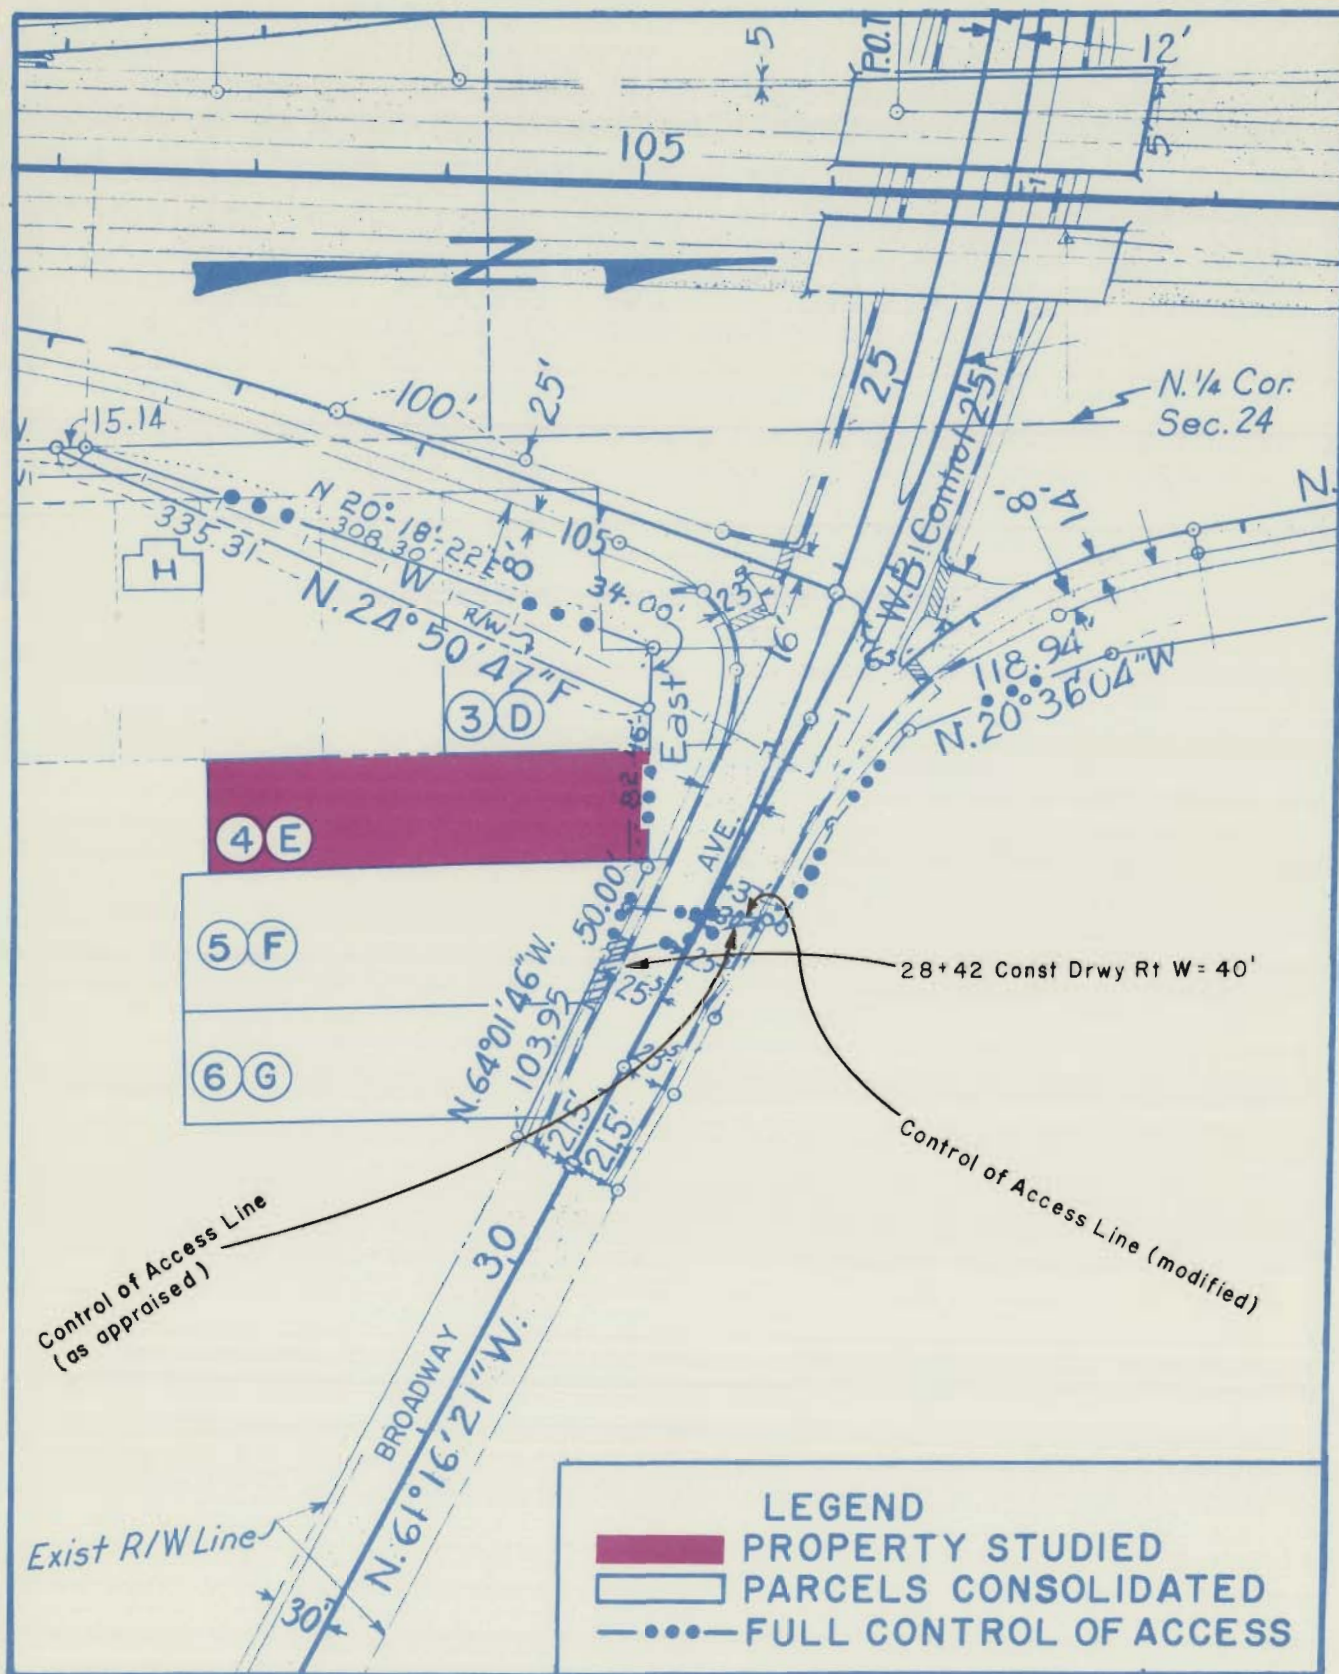 5
P.O.T
12'
5'
105
N
25
W.B. Control 25'
N. 1/4 Cor.
Sec. 24
100'
25'
15.14'
N 20°-18'-22"E
308.30'
335.31
W
8'
105
34.00'
R/W
N. 24° 50' 47" E
H
23
16'
65'
14'
8'
N.
118.94'
N. 20° 36' 04" W
3 D
East
82.46'
4 E
AVE.
50.00'
5 F
28+42 Const Drwy Rt W = 40'
25.5'
25.5
N. 64° 01' 46" W.
103.95
6 G
21.5'
21.5'
Control of Access Line
(as appraised)
Control of Access Line (modified)
30
BROADWAY
N. 61° 16' 21" W.
Exist R/W Line
30'
LEGEND
PROPERTY STUDIED
PARCELS CONSOLIDATED
FULL CONTROL OF ACCESS